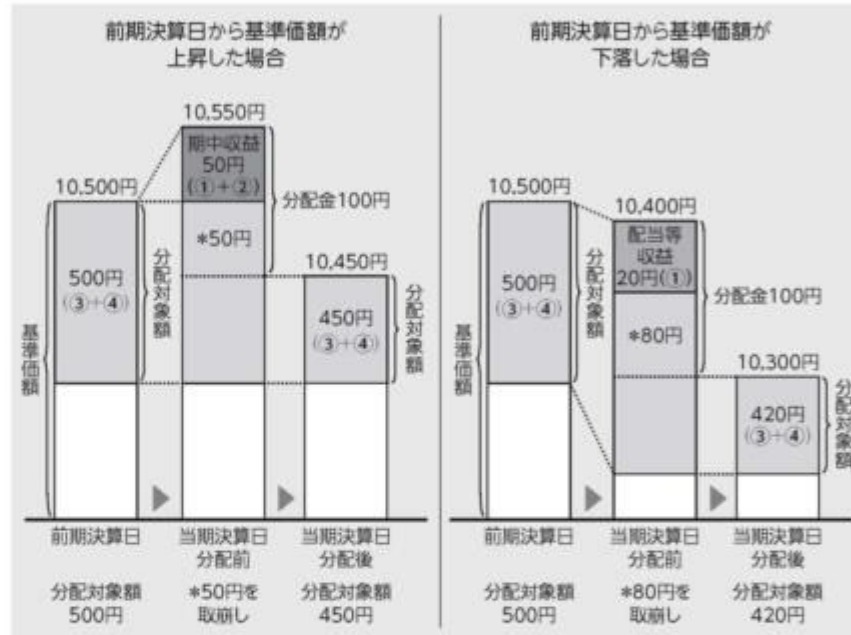 前期決算日から基準価額が
上昇した場合
10,550円
期中収益
50円
(①+②)
10,500円
分配金100円
*50円
10,450円
500円
(③+④)
分配対象額
450円
(③+④)
分配対象額
基準価額
前期決算日
当期決算日
分配前
当期決算日
分配後
分配対象額
500円
*50円を
取崩し
分配対象額
450円
前期決算日から基準価額が
下落した場合
10,500円
10,400円
配当等
収益
20円(①)
分配金100円
500円
(③+④)
分配対象額
*80円
10,300円
420円
(③+④)
分配対象額
基準価額
前期決算日
当期決算日
分配前
当期決算日
分配後
分配対象額
500円
*80円を
取崩し
分配対象額
420円